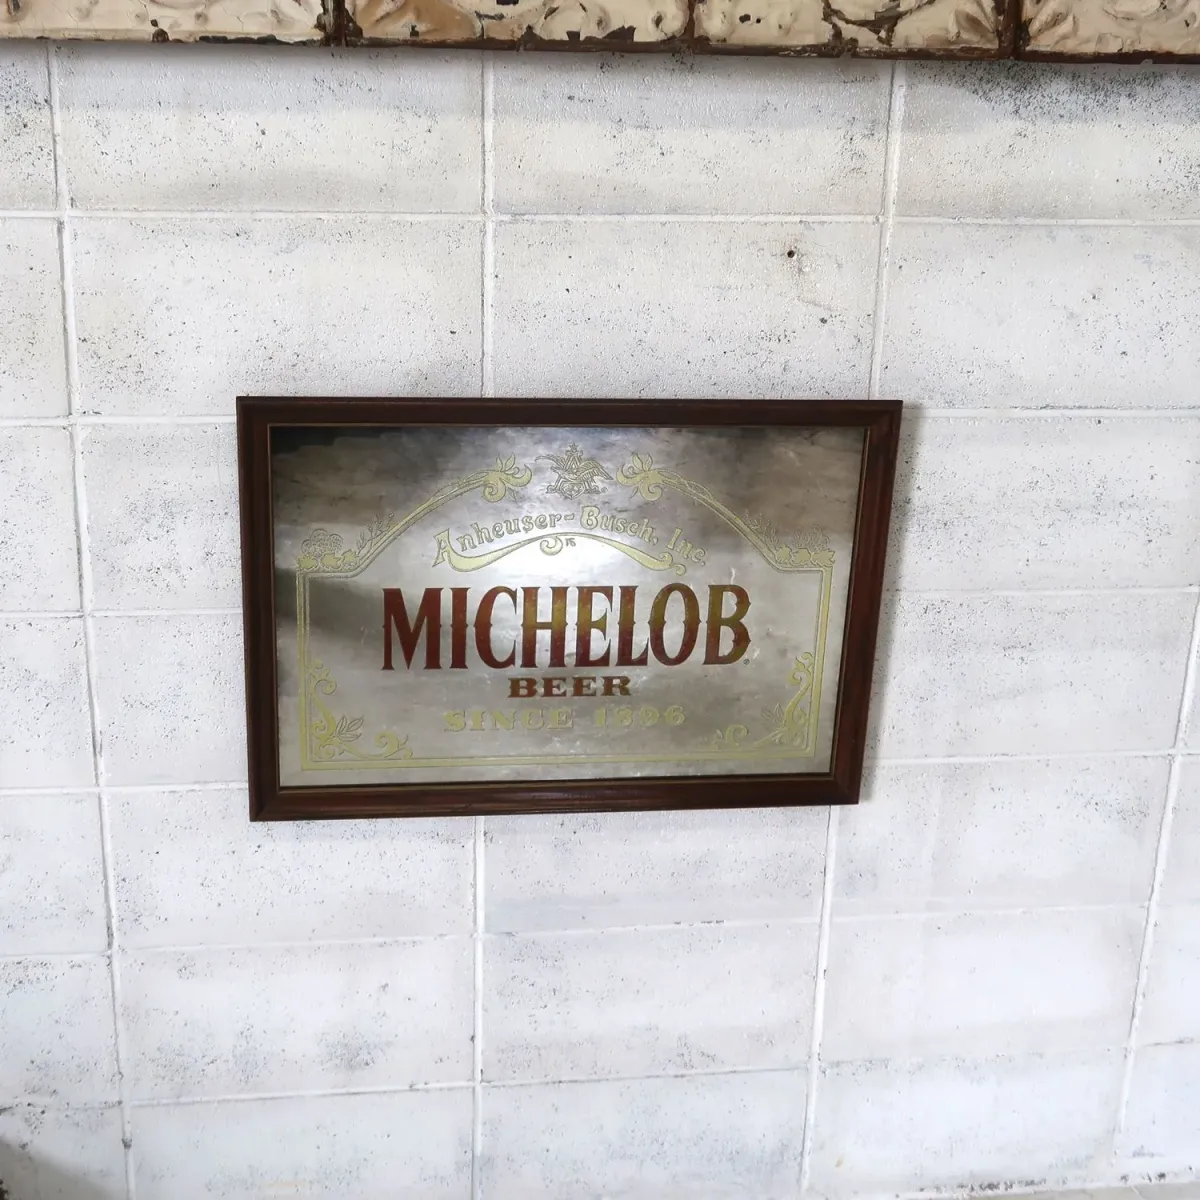 Anheuser-Busch, Inc.
MICHELOB
BEER
SINCE 1896